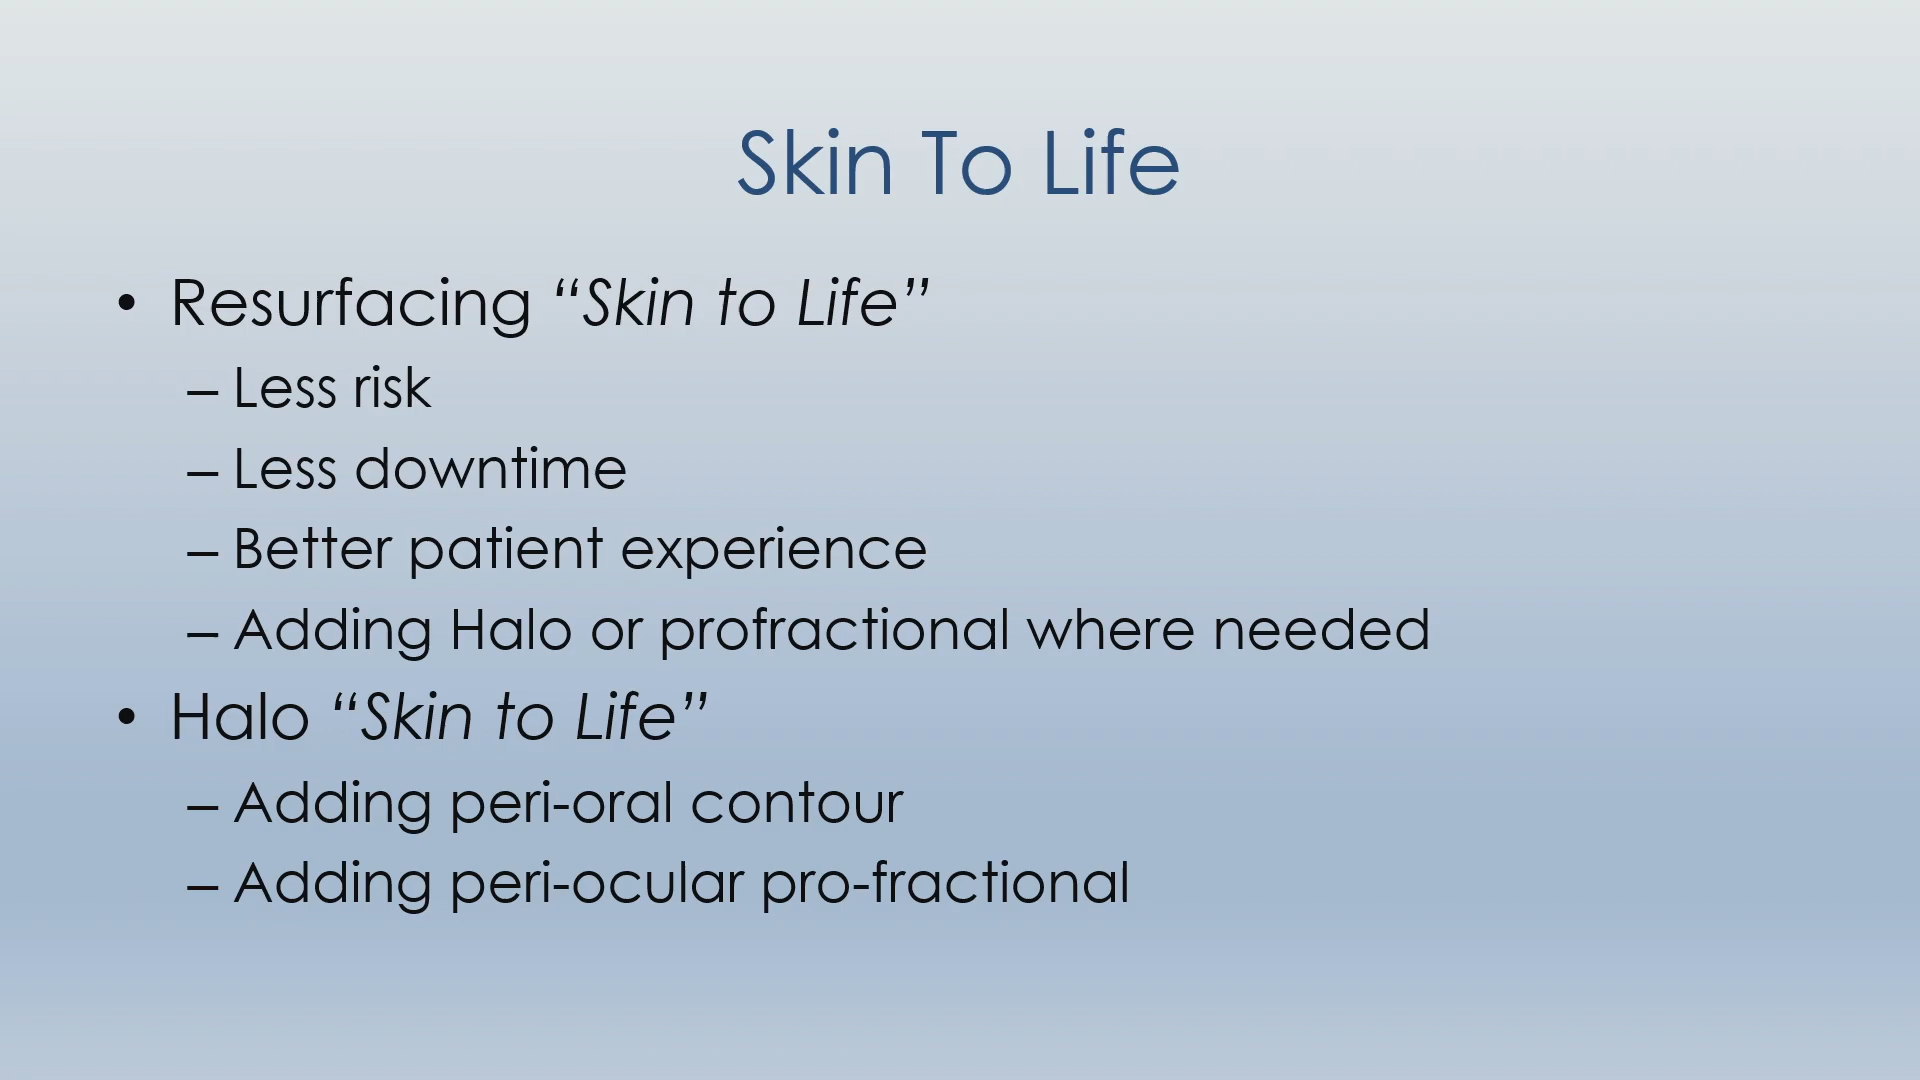 Skin To Life
• Resurfacing “Skin to Life”
– Less risk
– Less downtime
– Better patient experience
– Adding Halo or profractional where needed
• Halo “Skin to Life”
– Adding peri-oral contour
– Adding peri-ocular pro-fractional